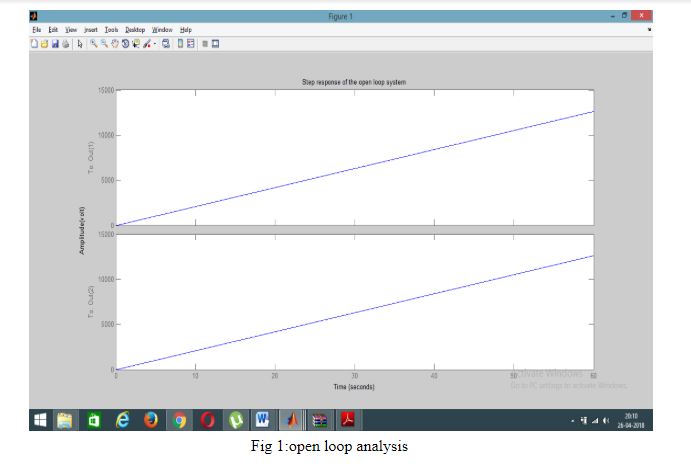 Figure 1
File Edit View Insert Tools Desktop Window Help
Step response of the open loop system
15000
10000
5000
0
To: Out(1)
Amplitude(volt)
15000
10000
5000
0
To: Out(2)
0 10 20 30 40 50 60
Time (seconds)
Activate Windows
Go to PC settings to activate Windows.
20:10
26-04-2018
Fig 1:open loop analysis